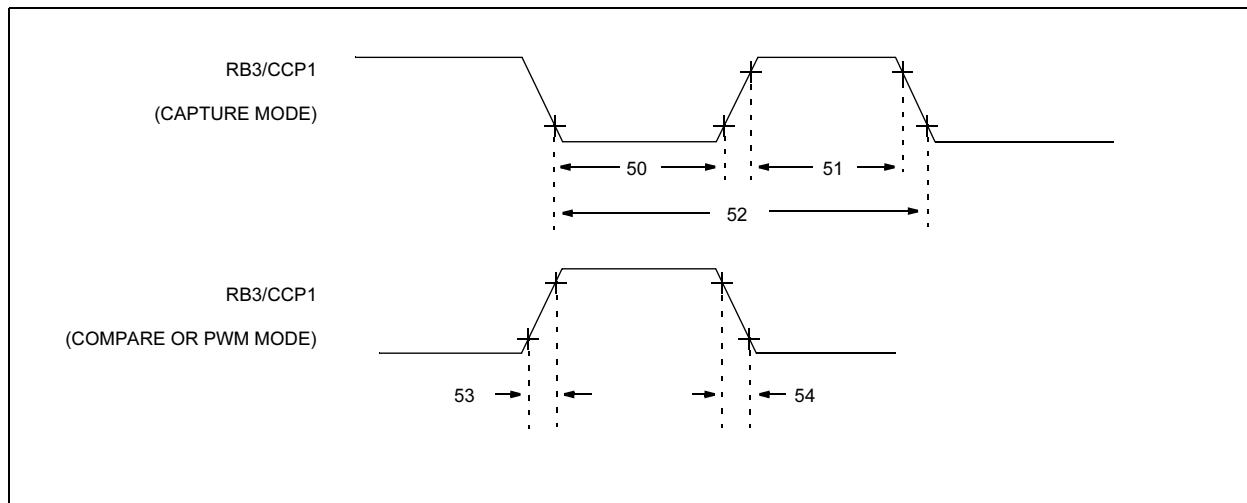 RB3/CCP1
(CAPTURE MODE)
50
51
52
RB3/CCP1
(COMPARE OR PWM MODE)
53
54